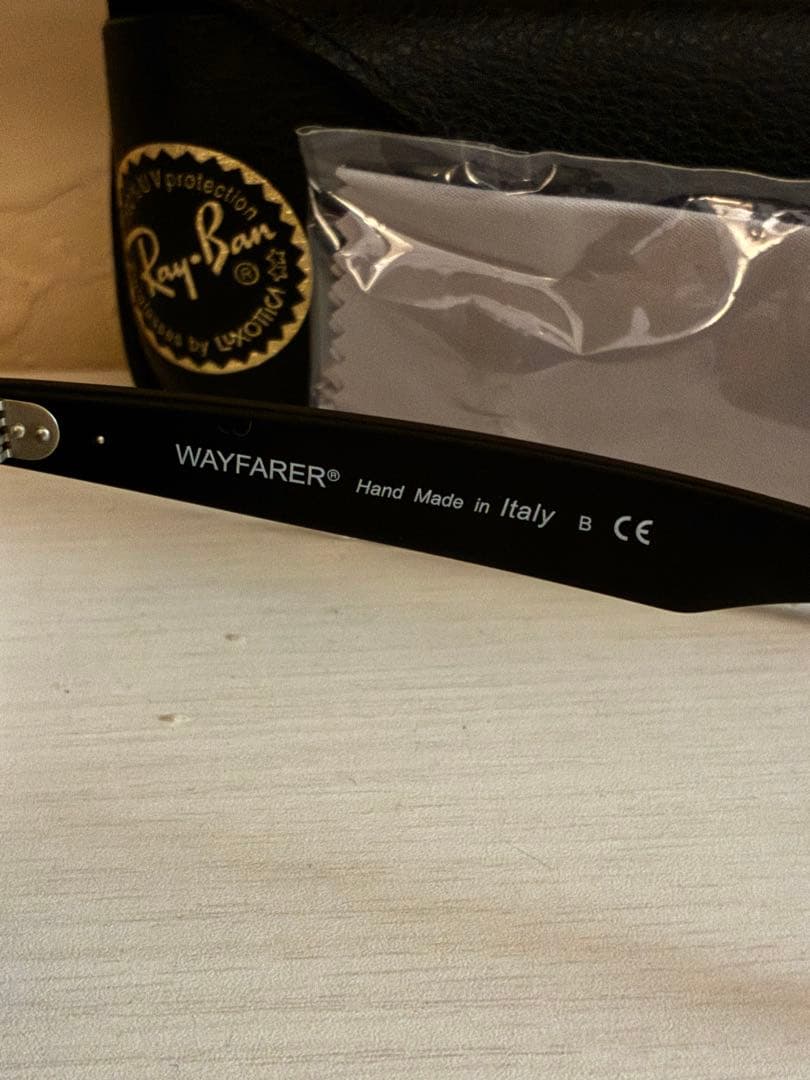 UV protection
Ray·Ban®
by LUXOTTICA
WAYFARER® Hand Made in Italy B CE